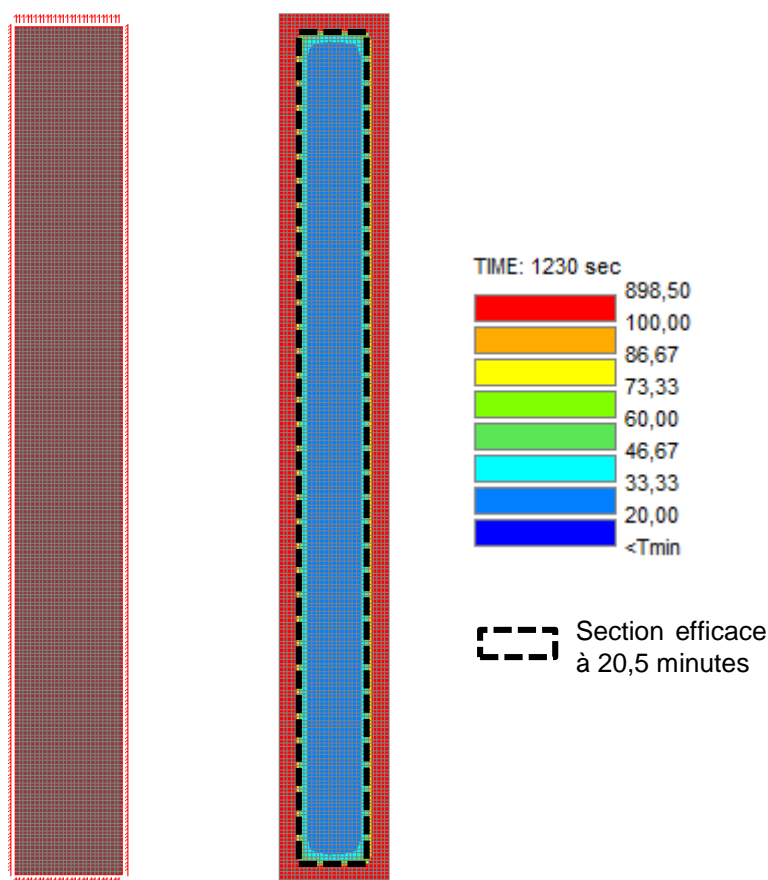 TIME: 1230 sec
898,50
100,00
86,67
73,33
60,00
46,67
33,33
20,00
<Tmin
Section efficace
à 20,5 minutes